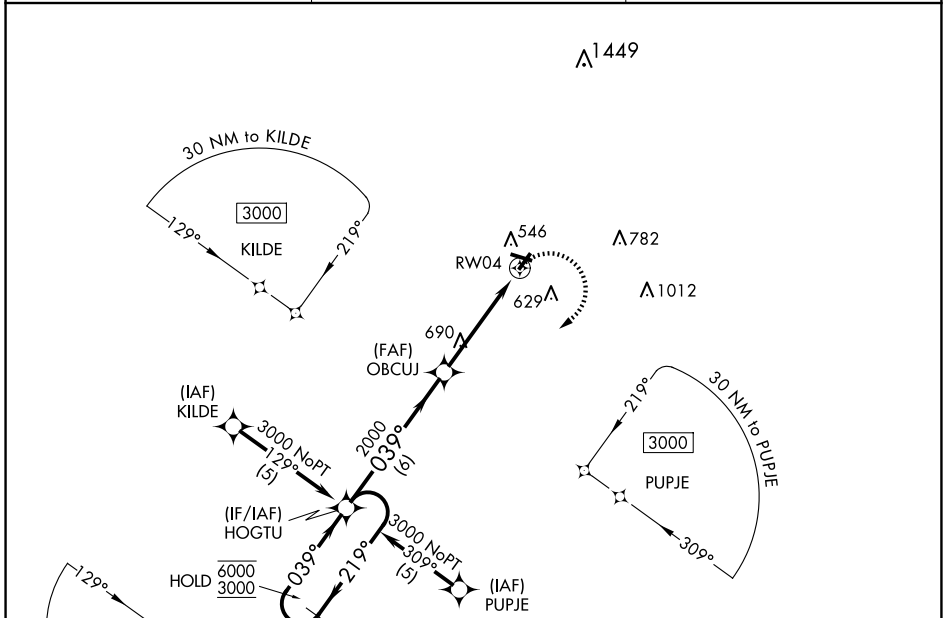 1449
30 NM to KILDE
3000
KILDE
129°
219°
546
782
RW04
629
1012
690
(FAF)
OBCUJ
30 NM to PUPJE
219°
3000
PUPJE
309°
(IAF)
KILDE
3000 NoPT
129°
(5)
2000
039°
(6)
(IF/IAF)
HOGTU
3000 NoPT
309°
(5)
039°
219°
HOLD 6000
3000
(IAF)
PUPJE
129°